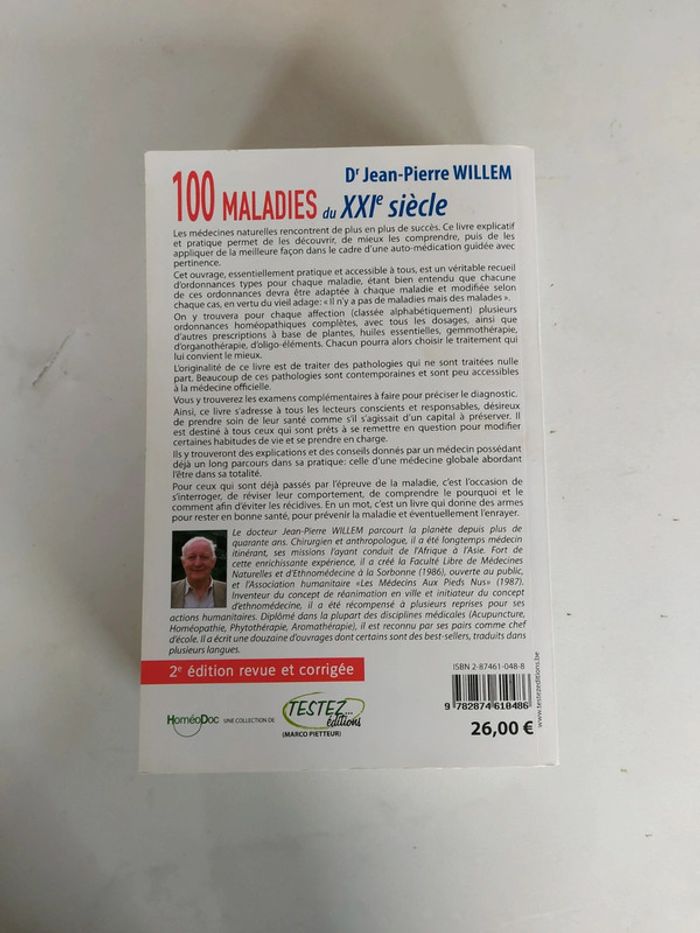 Dr Jean-Pierre WILLEM
100 MALADIES du XXIe siècle
Les médecines naturelles rencontrent de plus en plus de succès. Ce livre explicatif
et pratique permet de les découvrir, de mieux les comprendre, puis de les
appliquer de la meilleure façon dans le cadre d'une auto-médication guidée avec
pertinence.
Cet ouvrage, essentiellement pratique et accessible à tous, est un véritable recueil
d'ordonnances types pour chaque maladie, étant bien entendu que chacune
de ces ordonnances devra être adaptée à chaque maladie et modifiée selon
chaque cas, en vertu du vieil adage: « Il n'y a pas de maladies mais des malades ».
On y trouvera pour chaque affection (classée alphabétiquement) plusieurs
ordonnances homéopathiques complètes, avec tous les dosages, ainsi que
d'autres prescriptions à base de plantes, huiles essentielles, gemmothérapie,
d'organothérapie, d'oligo-éléments. Chacun pourra alors choisir le traitement qui
lui convient le mieux.
L'originalité de ce livre est de traiter des pathologies qui ne sont traitées nulle
part. Beaucoup de ces pathologies sont contemporaines et sont peu accessibles
à la médecine officielle.
Vous y trouverez les examens complémentaires à faire pour préciser le diagnostic.
Ainsi, ce livre s'adresse à tous les lecteurs conscients et responsables, désireux
de prendre soin de leur santé comme s'il s'agissait d'un capital à préserver. Il
est destiné à tous ceux qui sont prêts à se remettre en question pour modifier
certaines habitudes de vie et se prendre en charge.
Ils y trouveront des explications et des conseils donnés par un médecin possédant
déjà un long parcours dans sa pratique: celle d'une médecine globale abordant
l'être dans sa totalité.
Pour ceux qui sont déjà passés par l'épreuve de la maladie, c'est l'occasion de
s'interroger, de réviser leur comportement, de comprendre le pourquoi et le
comment afin d'éviter les récidives. En un mot, c'est un livre qui donne des armes
pour rester en bonne santé, pour prévenir la maladie et éventuellement l'enrayer.
Le docteur Jean-Pierre WILLEM parcourt la planète depuis plus de
quarante ans. Chirurgien et anthropologue, il a été longtemps médecin
itinérant, ses missions l'ayant conduit de l'Afrique à l'Asie. Fort de
cette enrichissante expérience, il a créé la Faculté Libre de Médecines
Naturelles et d'Ethnomédecine à la Sorbonne (1986), ouverte au public,
et l'Association humanitaire «Les Médecins Aux Pieds Nus» (1987).
Inventeur du concept de réanimation en ville et initiateur du concept
d'ethnomédecine, il a été récompensé à plusieurs reprises pour ses
actions humanitaires. Diplômé dans la plupart des disciplines médicales (Acupuncture,
Homéopathie, Phytothérapie, Aromathérapie), il est reconnu par ses pairs comme chef
d'école. Il a écrit une douzaine d'ouvrages dont certains sont des best-sellers, traduits dans
plusieurs langues.
2e édition revue et corrigée
ISBN 2-87461-048-8
9 782874 610486
www.testezeditions.be
HoméoDoc UNE COLLECTION DE
TESTEZ...
éditions
(MARCO PIETTEUR)
26,00 €